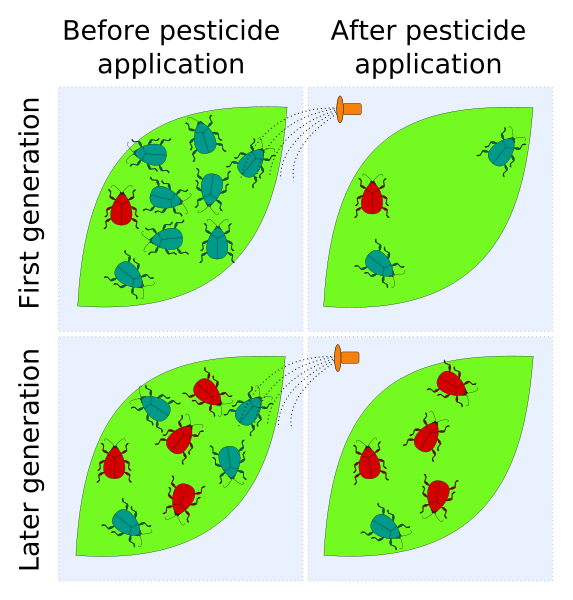 Before pesticide
application
After pesticide
application
First generation
Later generation